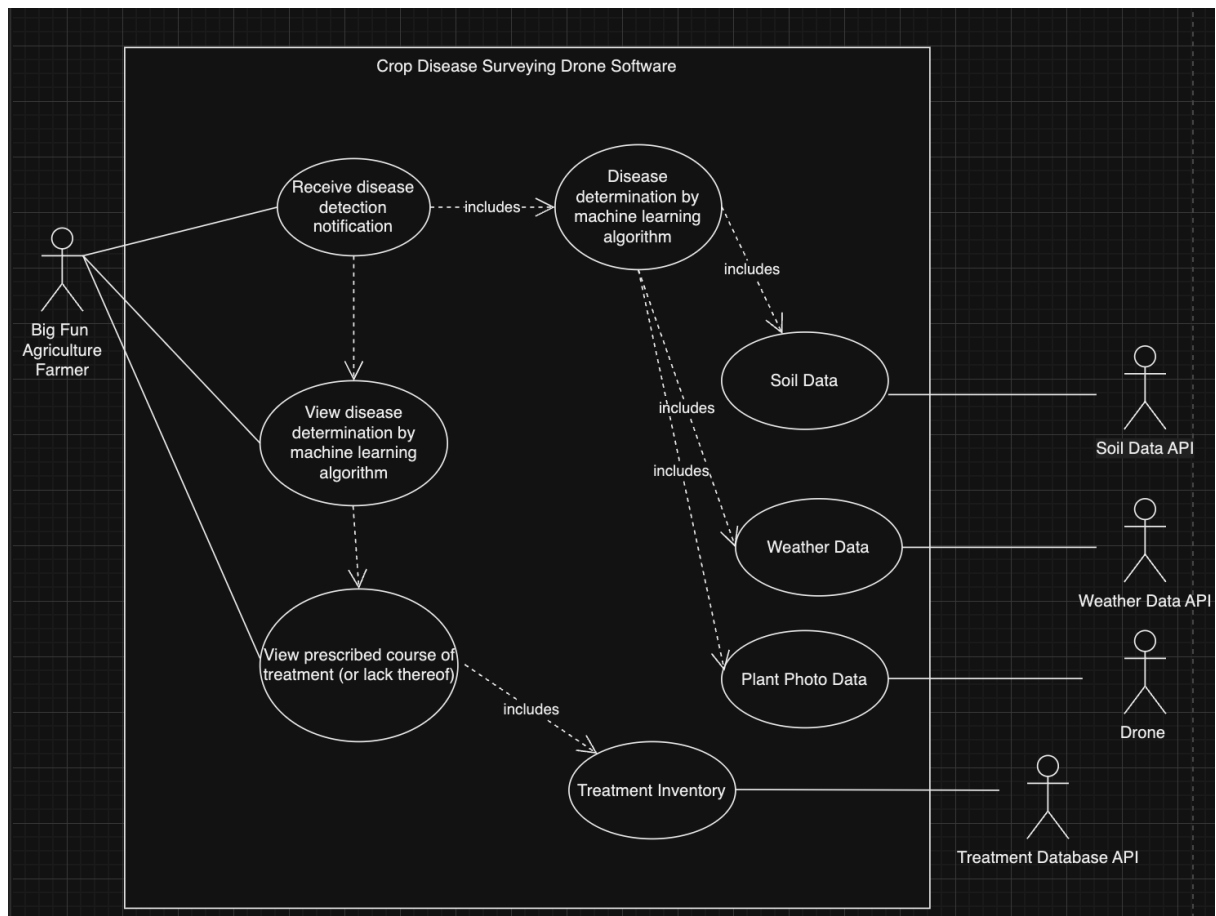 Crop Disease Surveying Drone Software
Receive disease
detection
notification
includes
Disease
determination by
machine learning
algorithm
includes
Big Fun
Agriculture
Farmer
Soil Data
Soil Data API
View disease
determination by
machine learning
algorithm
includes
includes
Weather Data
Weather Data API
View prescribed course of
treatment (or lack thereof)
Plant Photo Data
Drone
includes
Treatment Inventory
Treatment Database API